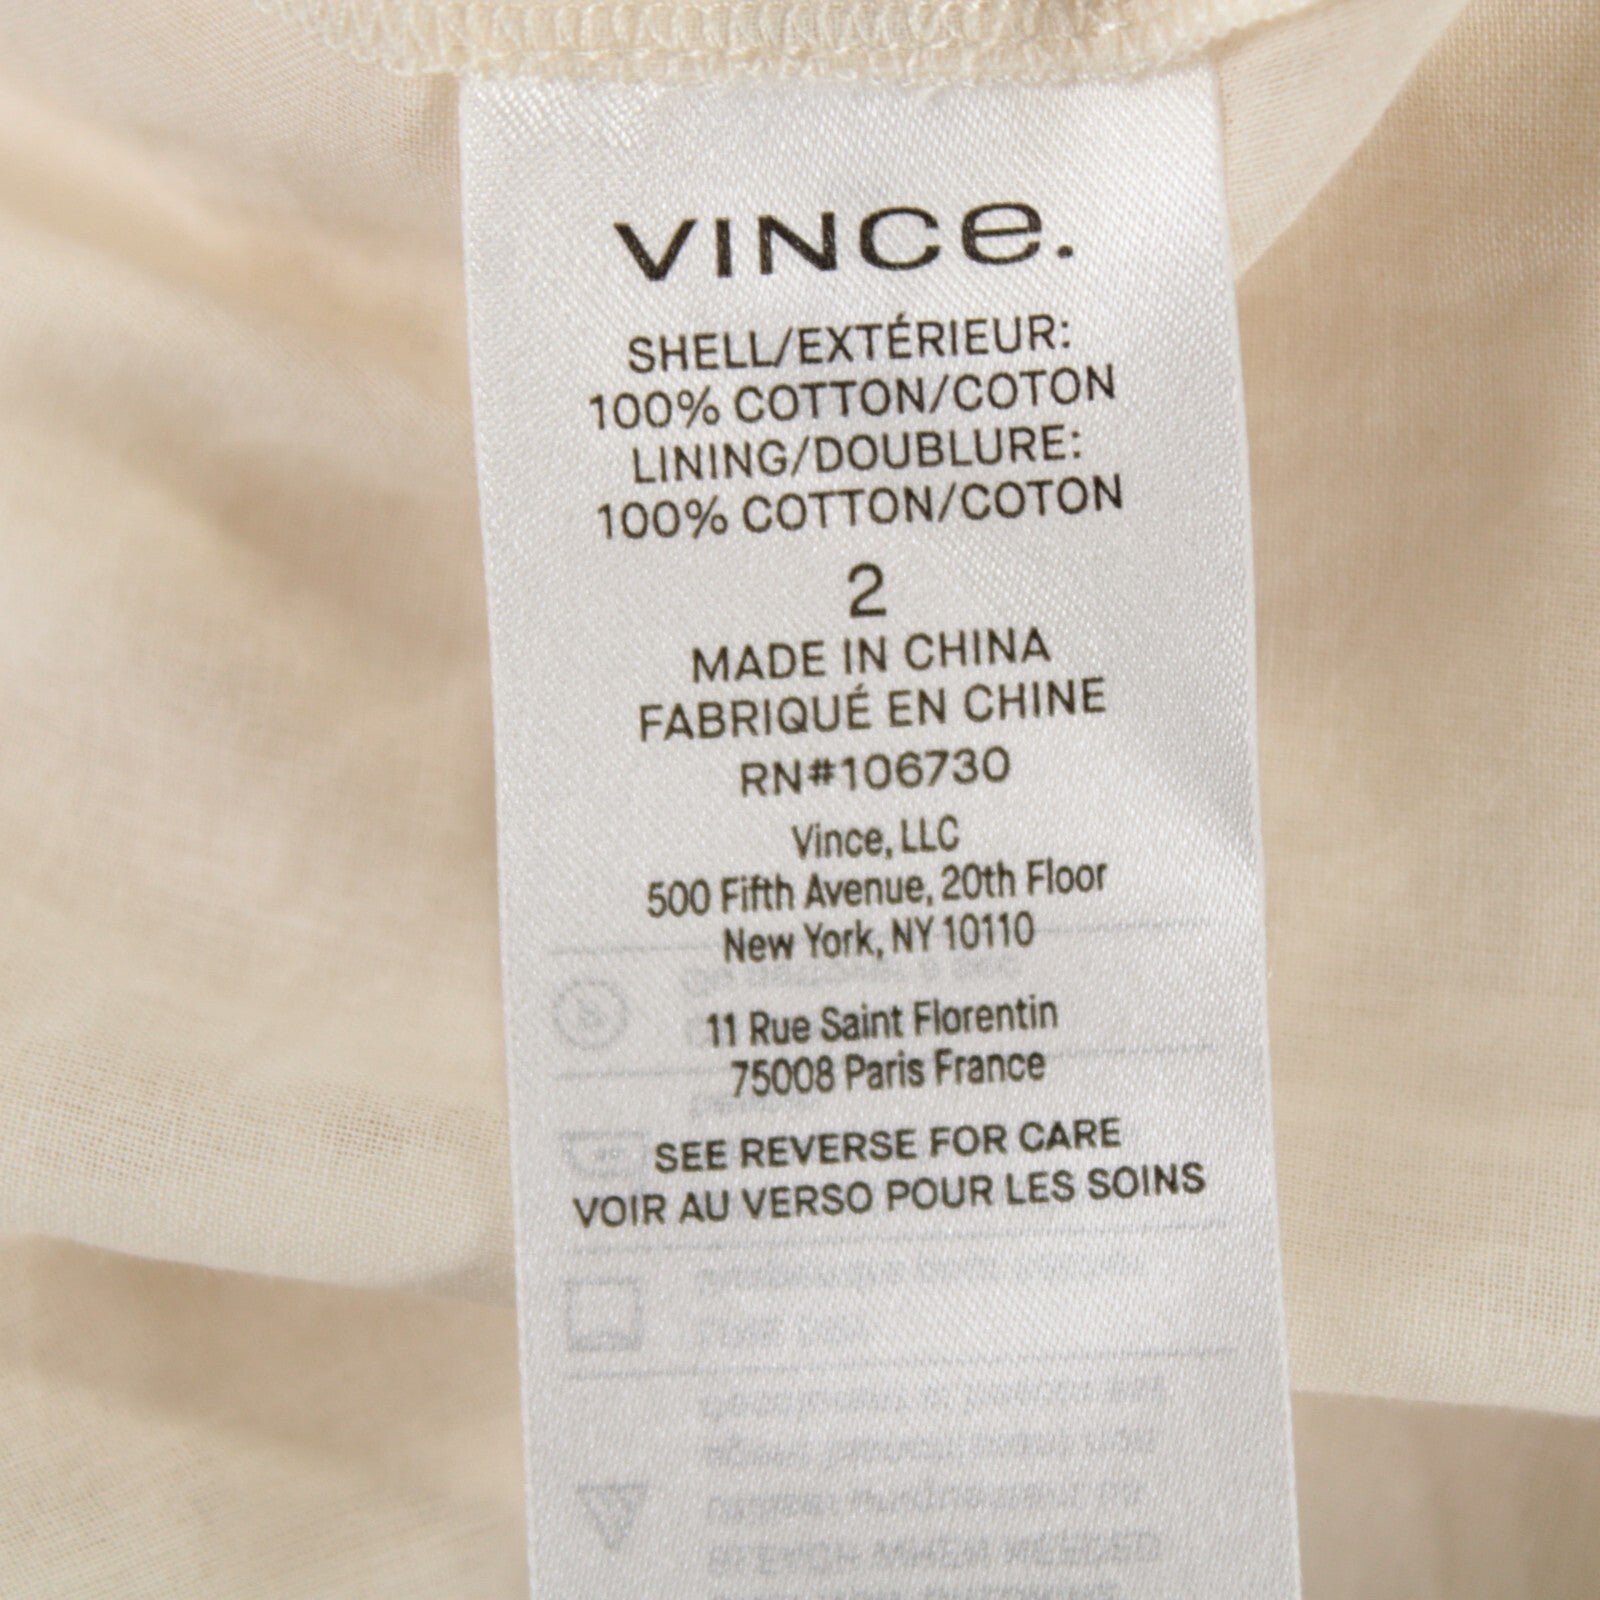 VINCE.
SHELL/EXTÉRIEUR:
100% COTTON/COTON
LINING/DOUBLURE:
100% COTTON/COTON
2
MADE IN CHINA
FABRIQUÉ EN CHINE
RN#106730
Vince, LLC
500 Fifth Avenue, 20th Floor
New York, NY 10110
11 Rue Saint Florentin
75008 Paris France
SEE REVERSE FOR CARE
VOIR AU VERSO POUR LES SOINS